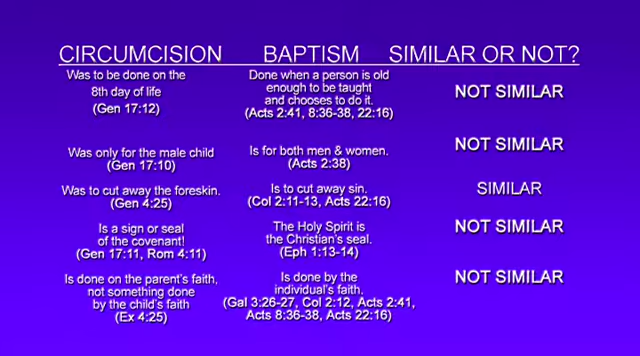 CIRCUMCISION BAPTISM SIMILAR OR NOT?
Was to be done on the
8th day of life
(Gen 17:12)
Done when a person is old
enough to be taught
and chooses to do it.
(Acts 2:41, 8:36-38, 22:16)
NOT SIMILAR
Was only for the male child
(Gen 17:10)
Is for both men & women.
(Acts 2:38)
NOT SIMILAR
Was to cut away the foreskin.
(Gen 4:25)
Is to cut away sin.
(Col 2:11-13, Acts 22:16)
SIMILAR
Is a sign or seal
of the covenant!
(Gen 17:11, Rom 4:11)
The Holy Spirit is
the Christian's seal.
(Eph 1:13-14)
NOT SIMILAR
Is done on the parent's faith,
not something done
by the child's faith
(Ex 4:25)
Is done by the
individual's faith.
(Gal 3:26-27, Col 2:12, Acts 2:41,
Acts 8:36-38, Acts 22:16)
NOT SIMILAR